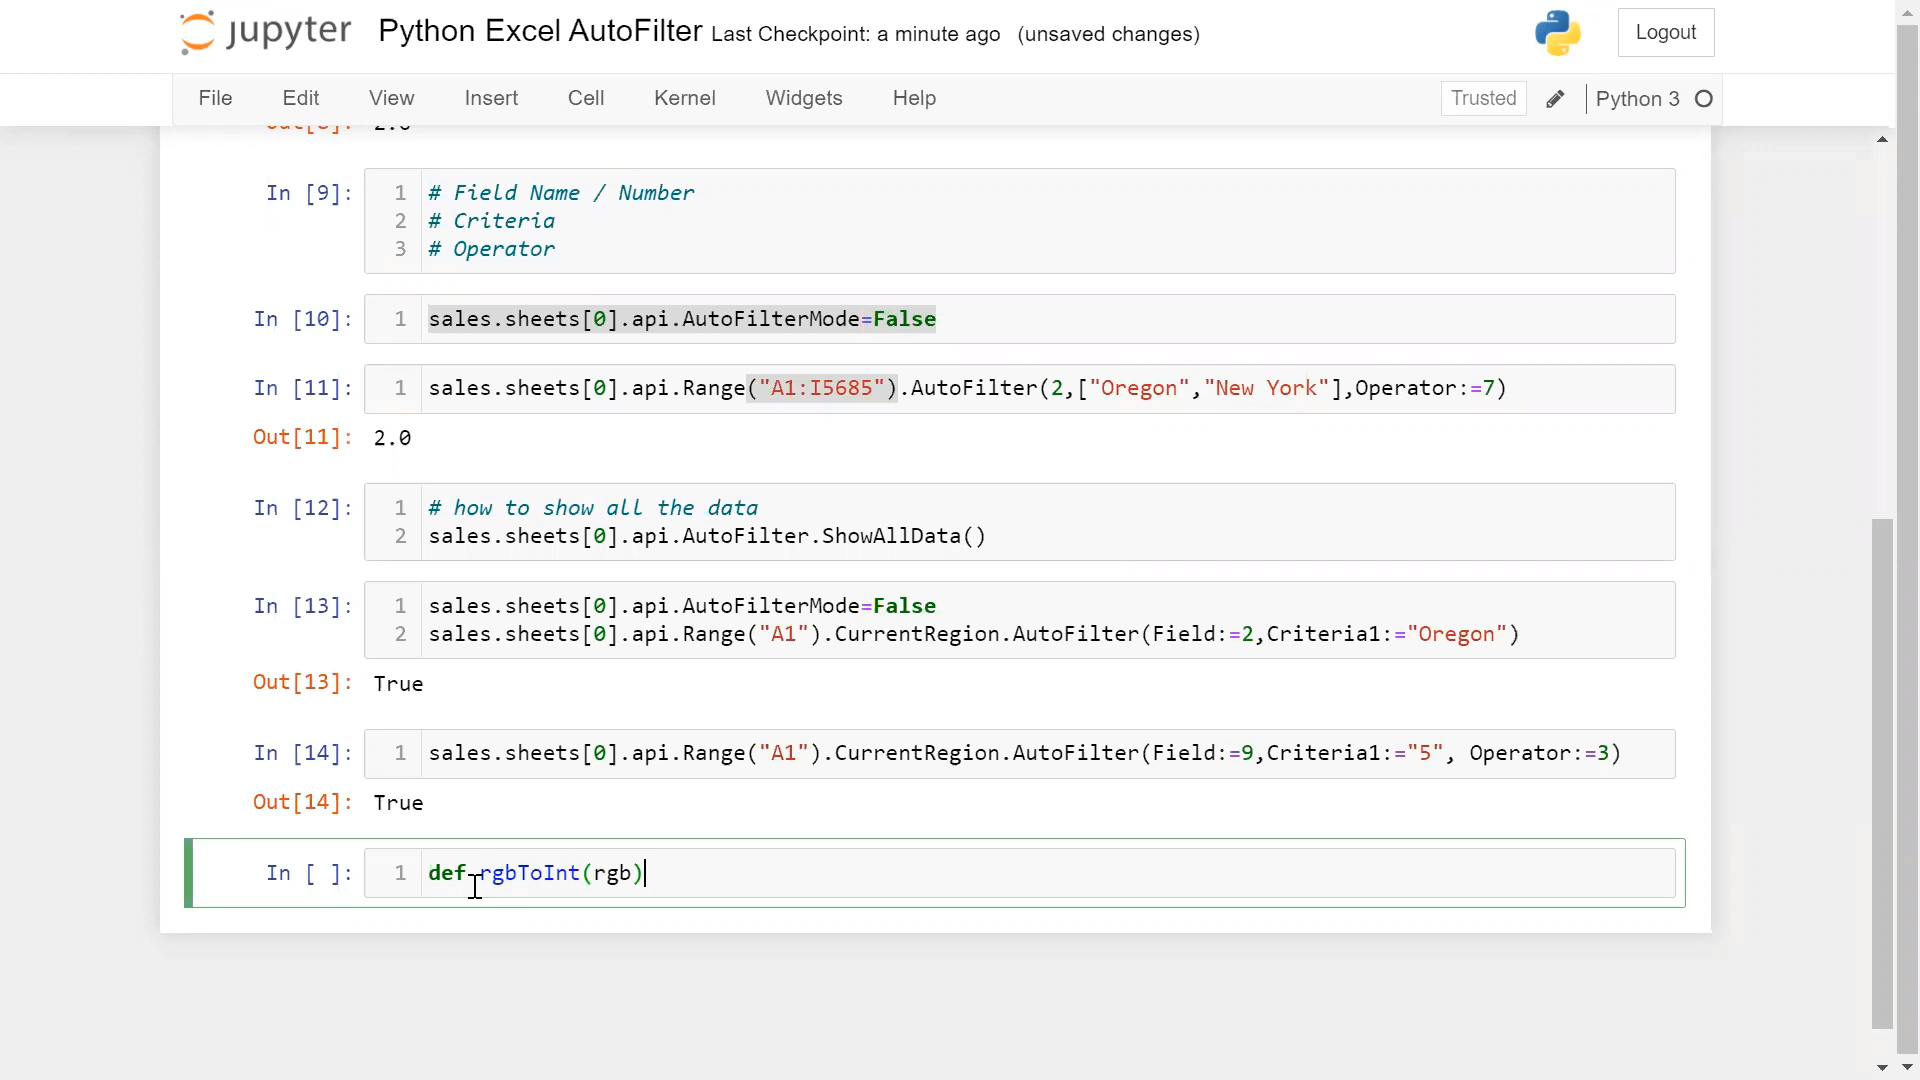 jupyter Python Excel AutoFilter Last Checkpoint: a minute ago (unsaved changes) Logout
File Edit View Insert Cell Kernel Widgets Help Trusted Python 3
In [9]: 1 # Field Name / Number
2 # Criteria
3 # Operator
In [10]: 1 sales.sheets[0].api.AutoFilterMode=False
In [11]: 1 sales.sheets[0].api.Range("A1:I5685").AutoFilter(2,["Oregon","New York"],Operator:=7)
Out[11]: 2.0
In [12]: 1 # how to show all the data
2 sales.sheets[0].api.AutoFilter.ShowAllData()
In [13]: 1 sales.sheets[0].api.AutoFilterMode=False
2 sales.sheets[0].api.Range("A1").CurrentRegion.AutoFilter(Field:=2,Criteria1:="Oregon")
Out[13]: True
In [14]: 1 sales.sheets[0].api.Range("A1").CurrentRegion.AutoFilter(Field:=9,Criteria1:="5", Operator:=3)
Out[14]: True
In [ ]: 1 def rgbToInt(rgb)